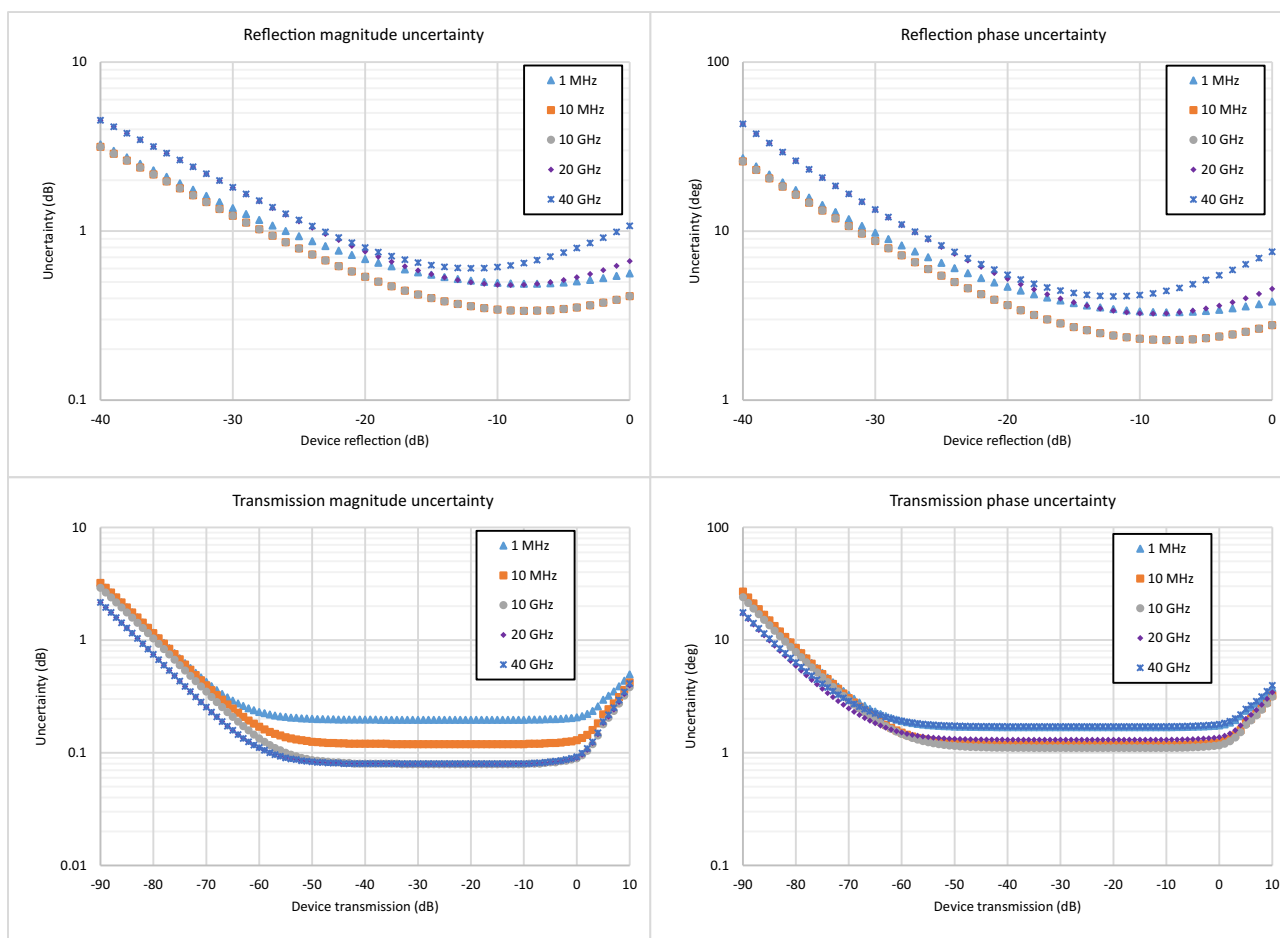 Reflection magnitude uncertainty
10
1
0.1
Uncertainty (dB)
1 MHz
10 MHz
10 GHz
20 GHz
40 GHz
-40 -30 -20 -10 0
Device reflection (dB)
Reflection phase uncertainty
100
10
1
Uncertainty (deg)
1 MHz
10 MHz
10 GHz
20 GHz
40 GHz
-40 -30 -20 -10 0
Device reflection (dB)
Transmission magnitude uncertainty
10
1
0.1
0.01
Uncertainty (dB)
1 MHz
10 MHz
10 GHz
20 GHz
40 GHz
-90 -80 -70 -60 -50 -40 -30 -20 -10 0 10
Device transmission (dB)
Transmission phase uncertainty
100
10
1
0.1
Uncertainty (deg)
1 MHz
10 MHz
10 GHz
20 GHz
40 GHz
-90 -80 -70 -60 -50 -40 -30 -20 -10 0 10
Device transmission (dB)